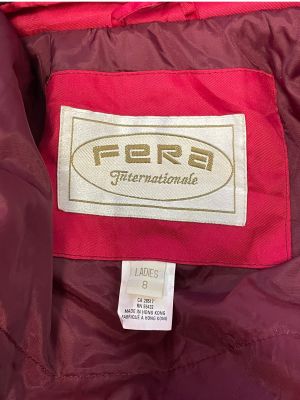 FERA
Internationale
LADIES
8
MADE IN HONG KONG
FABRIQUÉ A HONG KONG